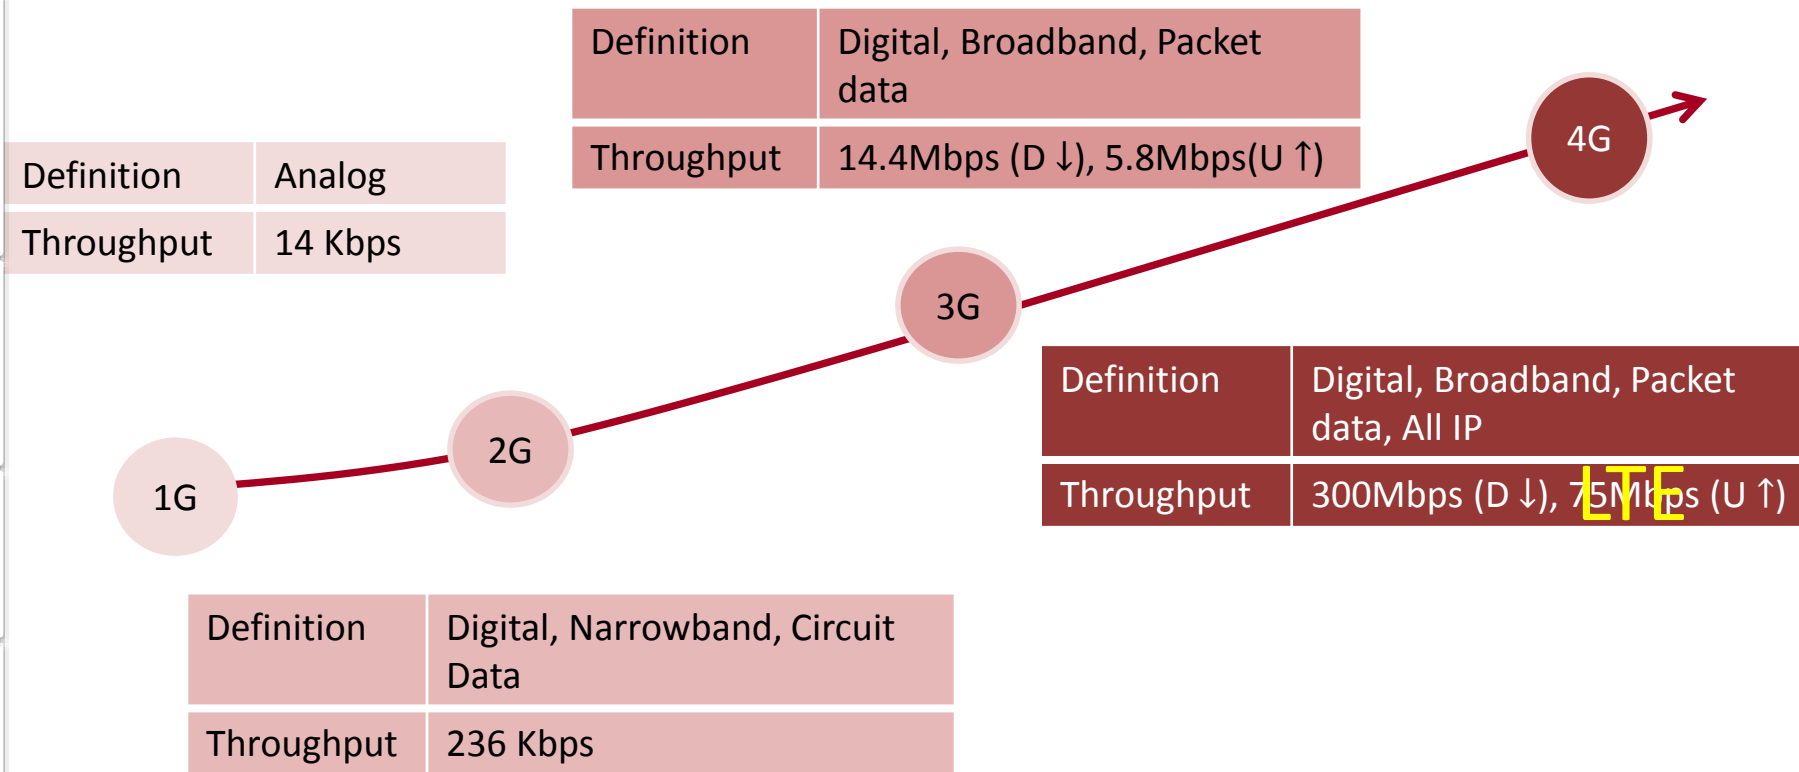 Definition Digital, Broadband, Packet
data
Throughput 14.4Mbps (D ↓), 5.8Mbps(U ↑)
4G
Definition Analog
Throughput 14 Kbps
3G
Definition Digital, Broadband, Packet
data, All IP
Throughput 300Mbps (D ↓), 75Mbps (U ↑)
LTE
2G
1G
Definition Digital, Narrowband, Circuit
Data
Throughput 236 Kbps